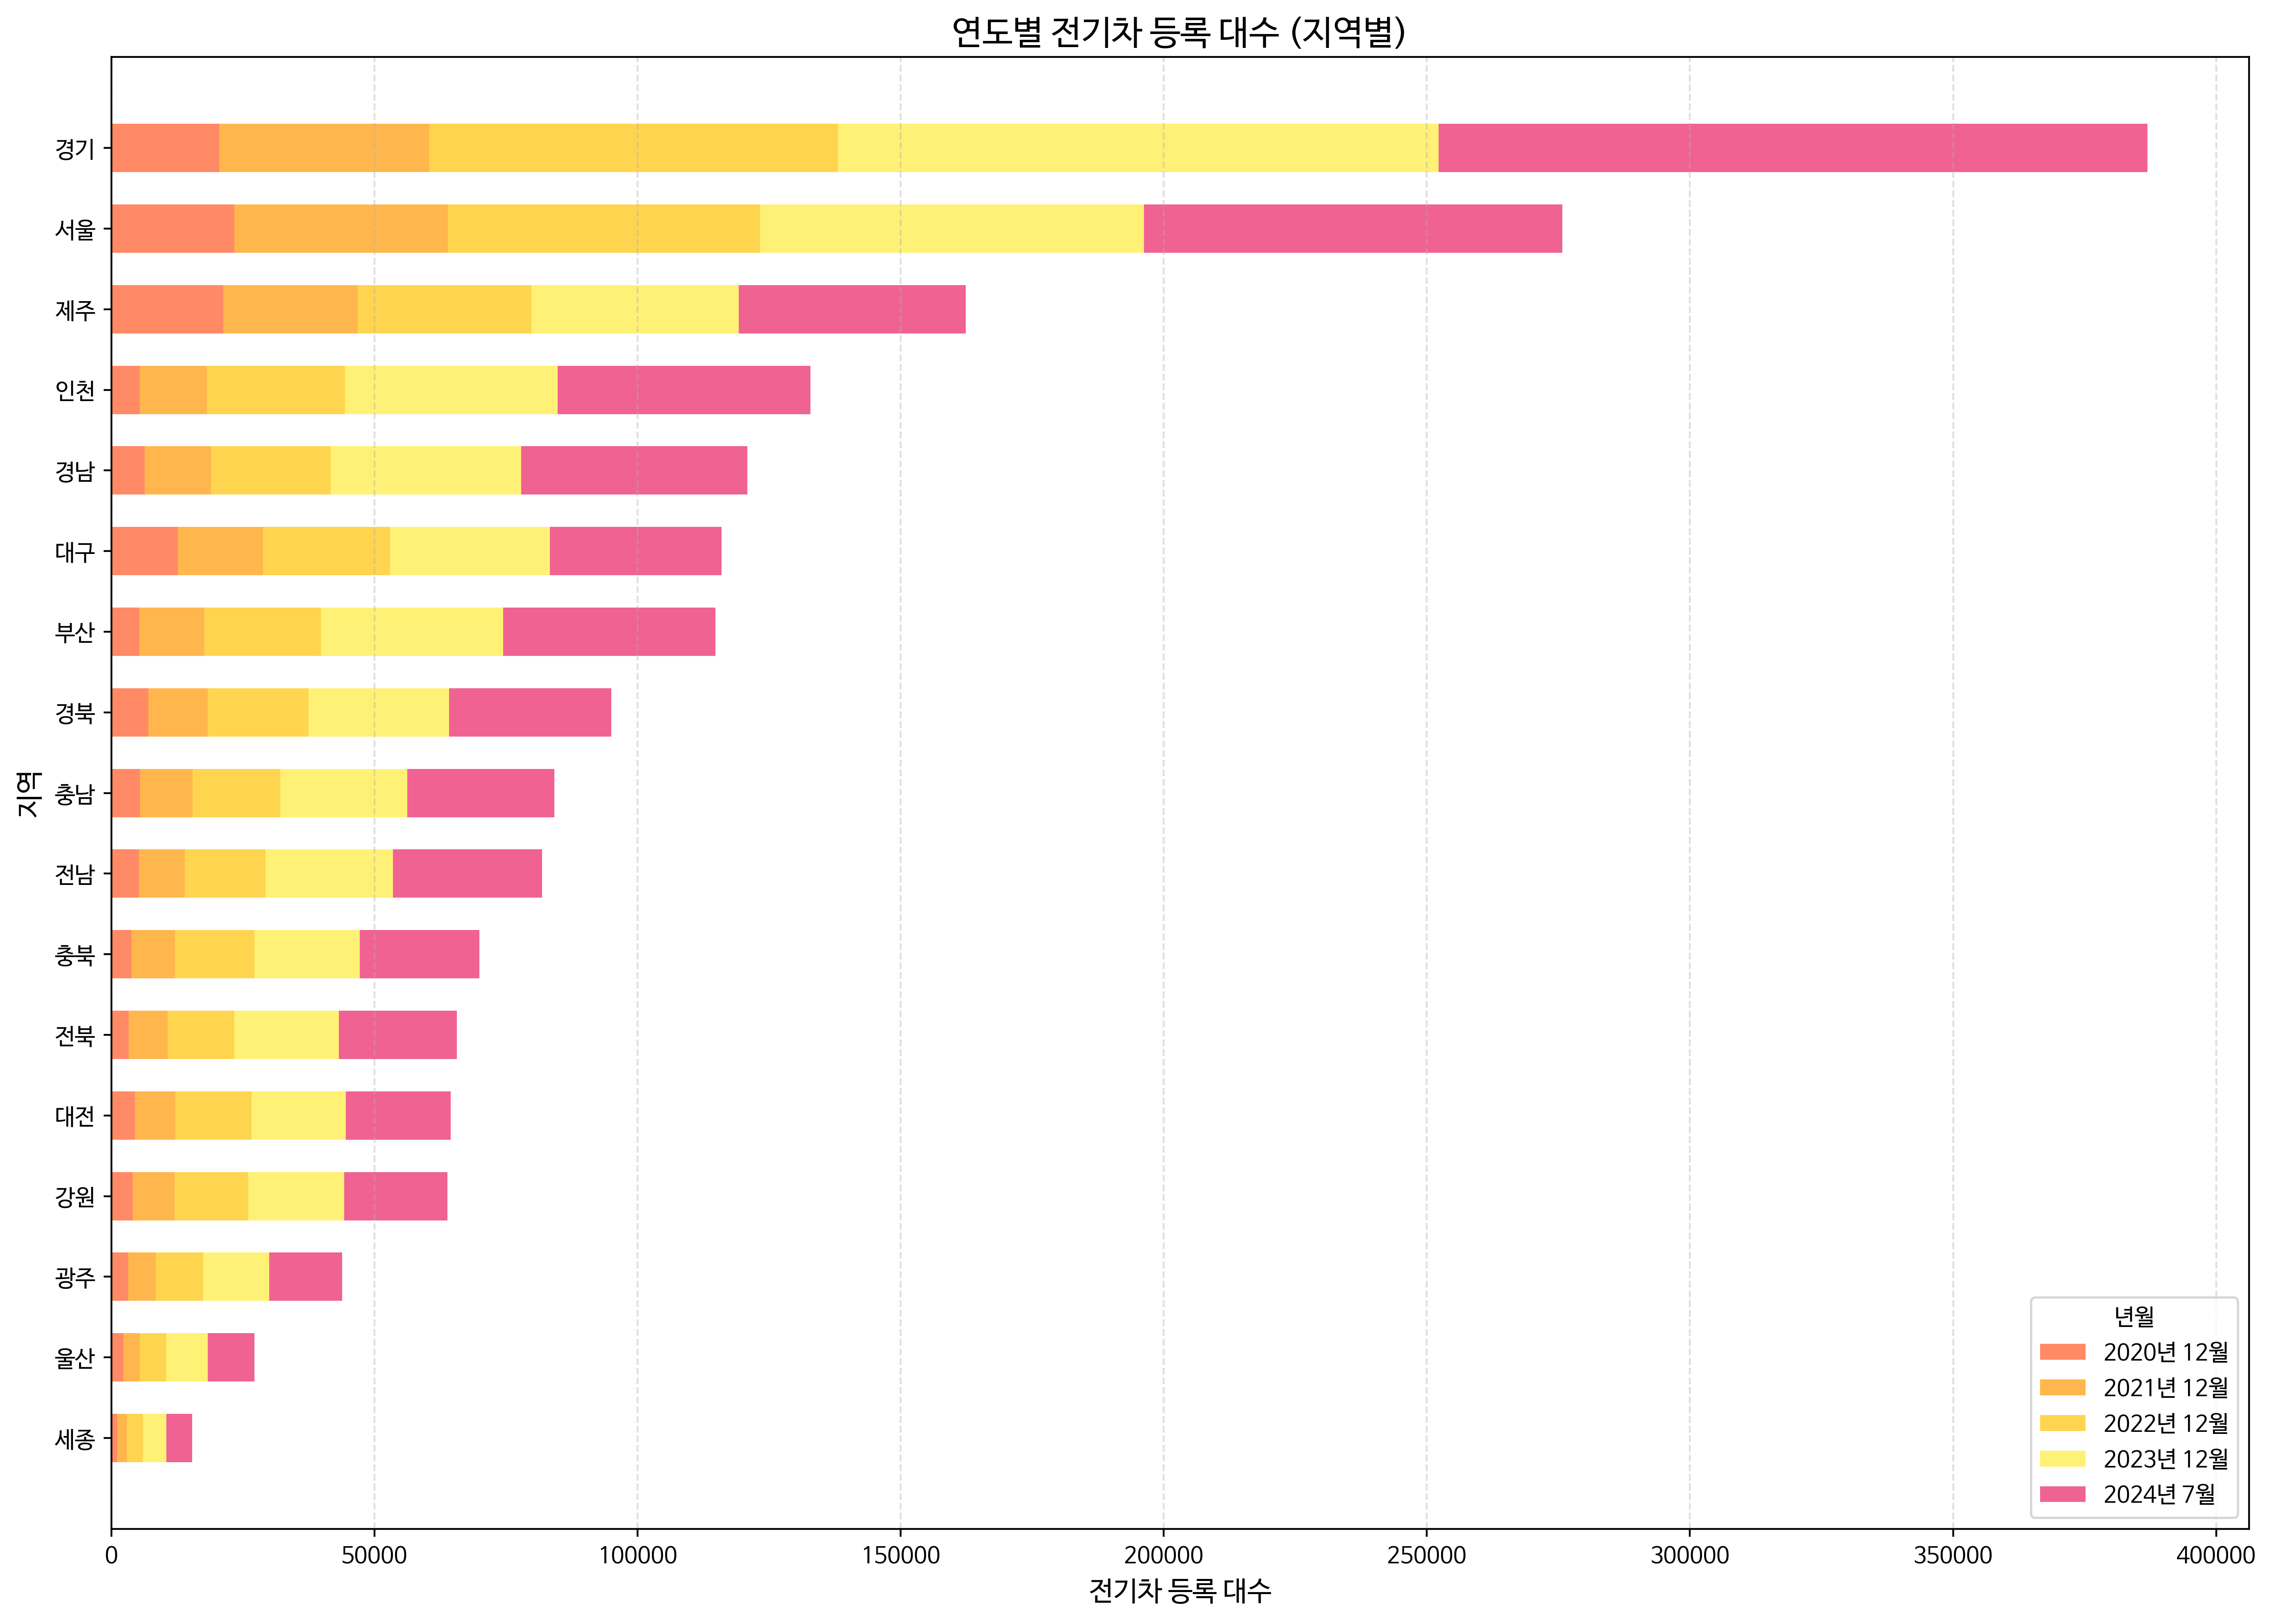 연도별 전기차 등록 대수 (지역별)
지역
경기
서울
제주
인천
경남
대구
부산
경북
충남
전남
충북
전북
대전
강원
광주
울산
세종
0 50000 100000 150000 200000 250000 300000 350000 400000
전기차 등록 대수
년월
2020년 12월
2021년 12월
2022년 12월
2023년 12월
2024년 7월